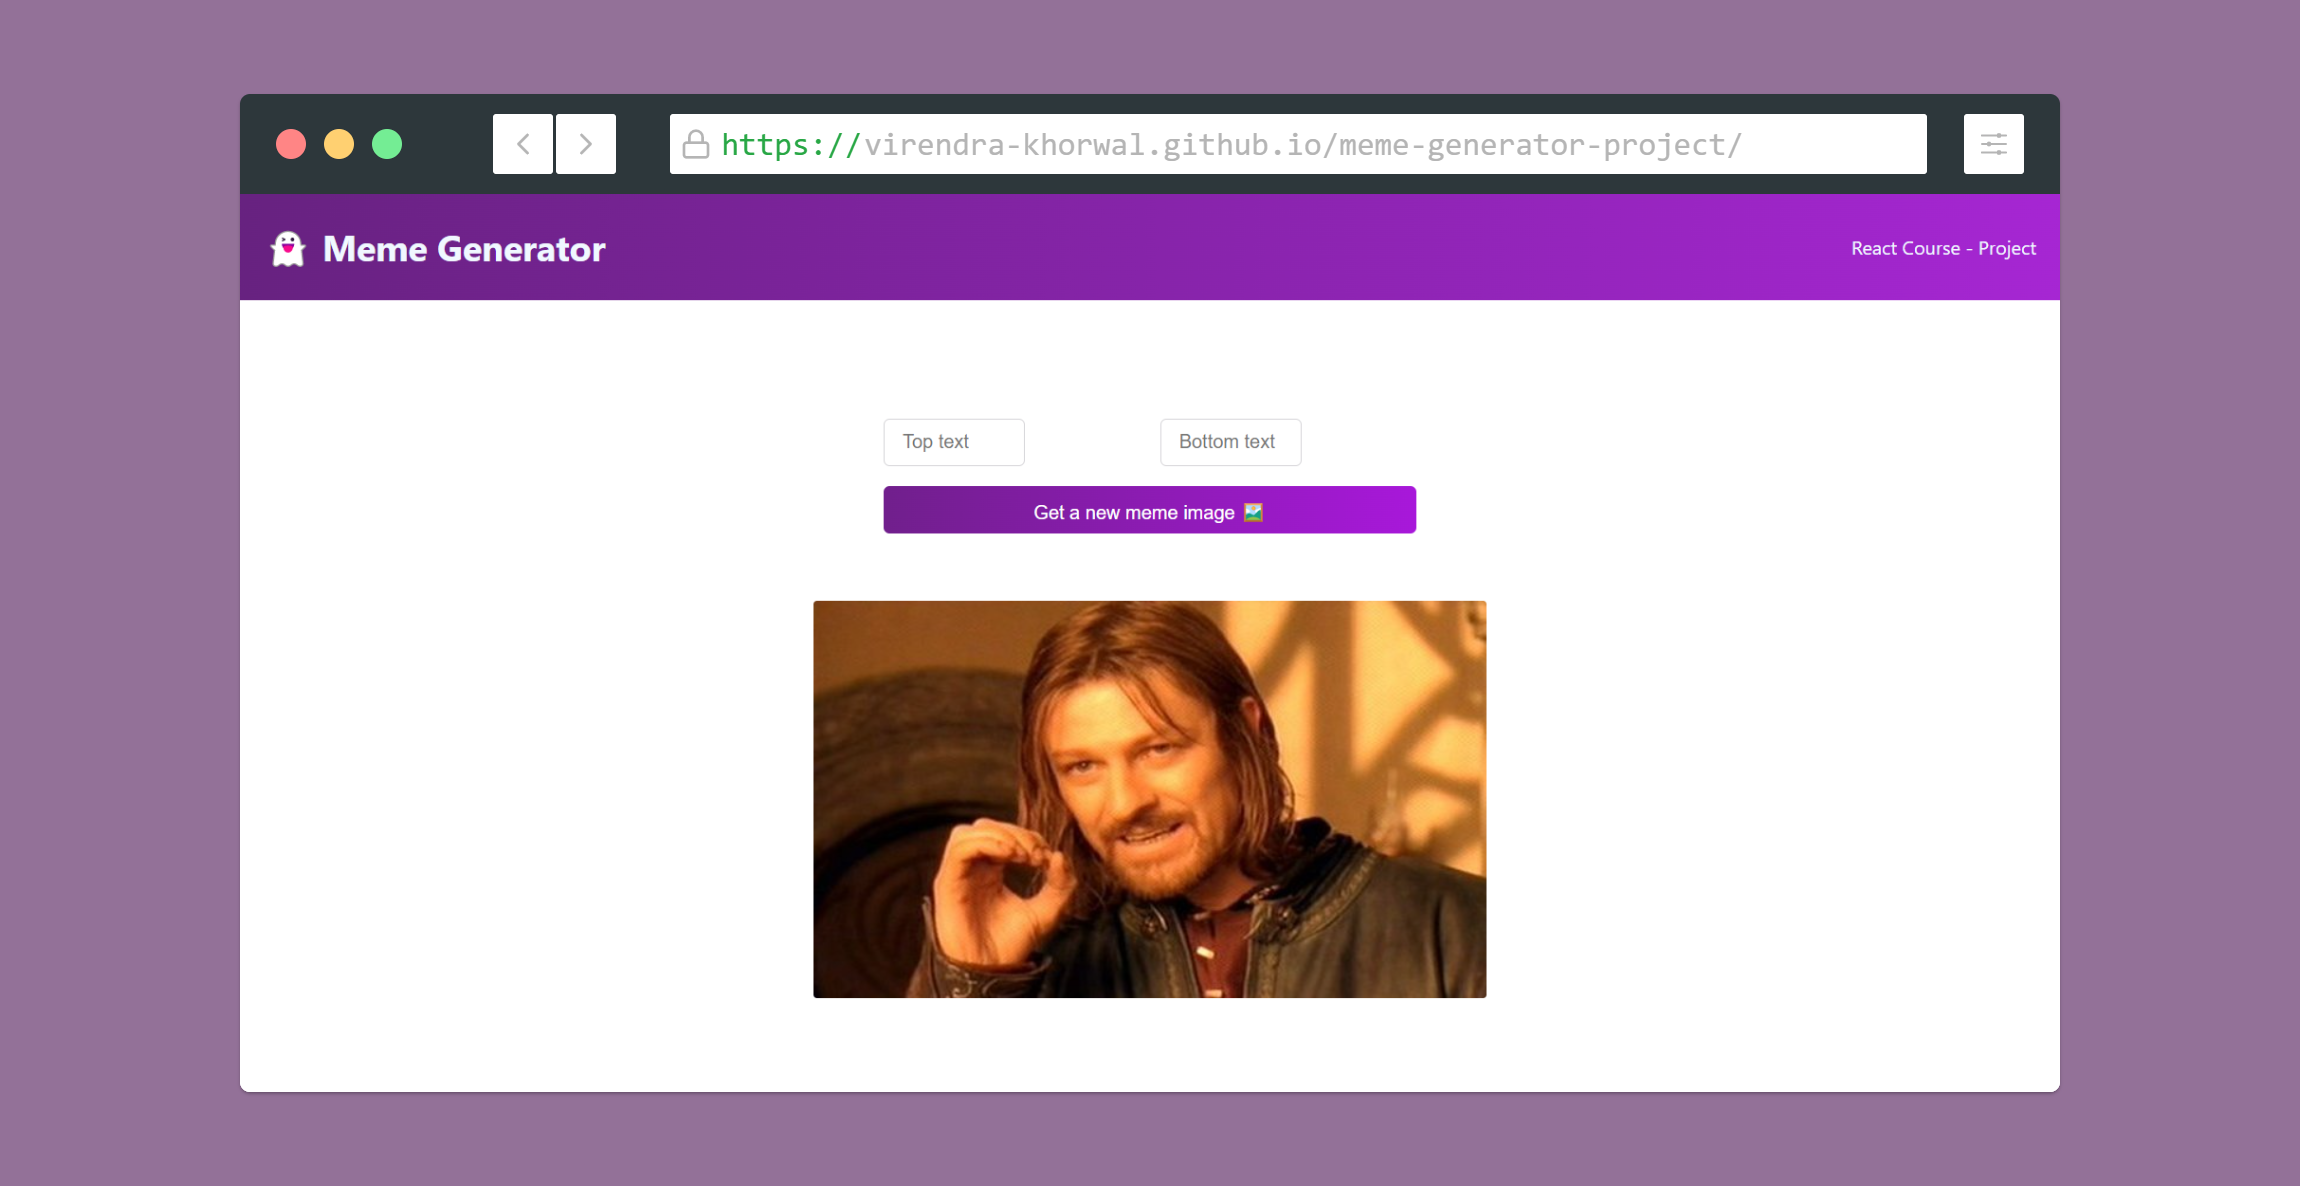 https://virendra-khorwal.github.io/meme-generator-project/
Meme Generator
React Course - Project
Top text
Bottom text
Get a new meme image